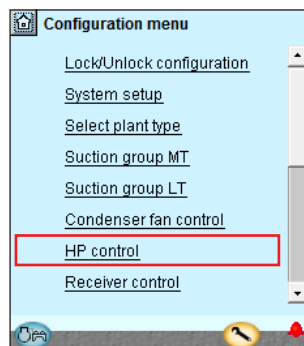 Configuration menu
Lock/Unlock configuration
System setup
Select plant type
Suction group MT
Suction group LT
Condenser fan control
HP control
Receiver control